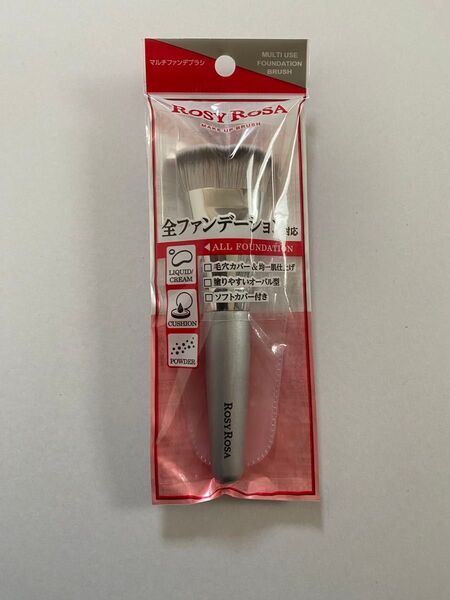 マルチファンデブラシ
MULTI USE
FOUNDATION
BRUSH
ROSY ROSA
MAKE UP BRUSH
全ファンデーション対応
ALL FOUNDATION
毛穴カバー&均一肌仕上げ
塗りやすいオーバル型
ソフトカバー付き
LIQUID/
CREAM
CUSHION
POWDER
ROSY ROSA